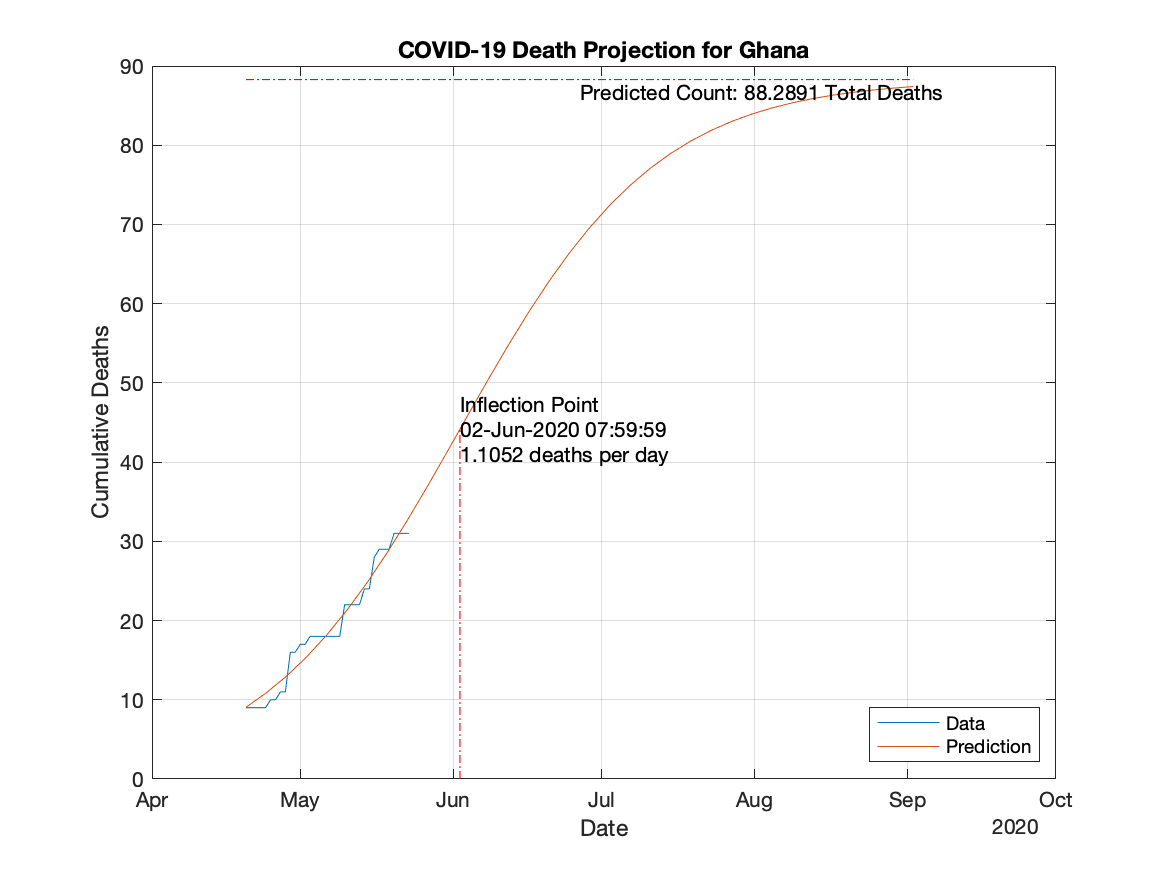 COVID-19 Death Projection for Ghana
90
80
70
60
50
40
30
20
10
0
Cumulative Deaths
Predicted Count: 88.2891 Total Deaths
Inflection Point
02-Jun-2020 07:59:59
1.1052 deaths per day
Data
Prediction
Apr May Jun Jul Aug Sep Oct
Date
2020